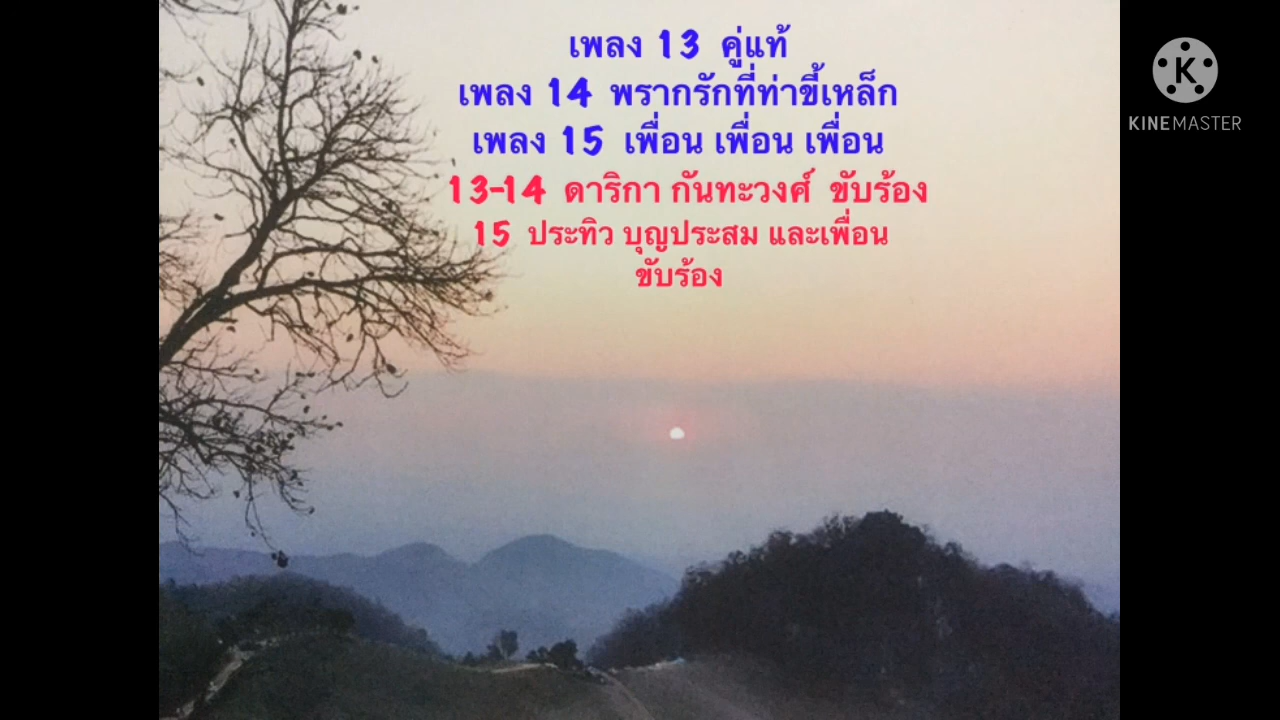 เพลง 13 คู่แท้
เพลง 14 พรากรักที่ท่าขี้เหล็ก
เพลง 15 เพื่อน เพื่อน เพื่อน
13-14 ดาริกา กันทะวงศ์ ขับร้อง
15 ประทิว บุญประสม และเพื่อน
ขับร้อง
K
KINEMASTER